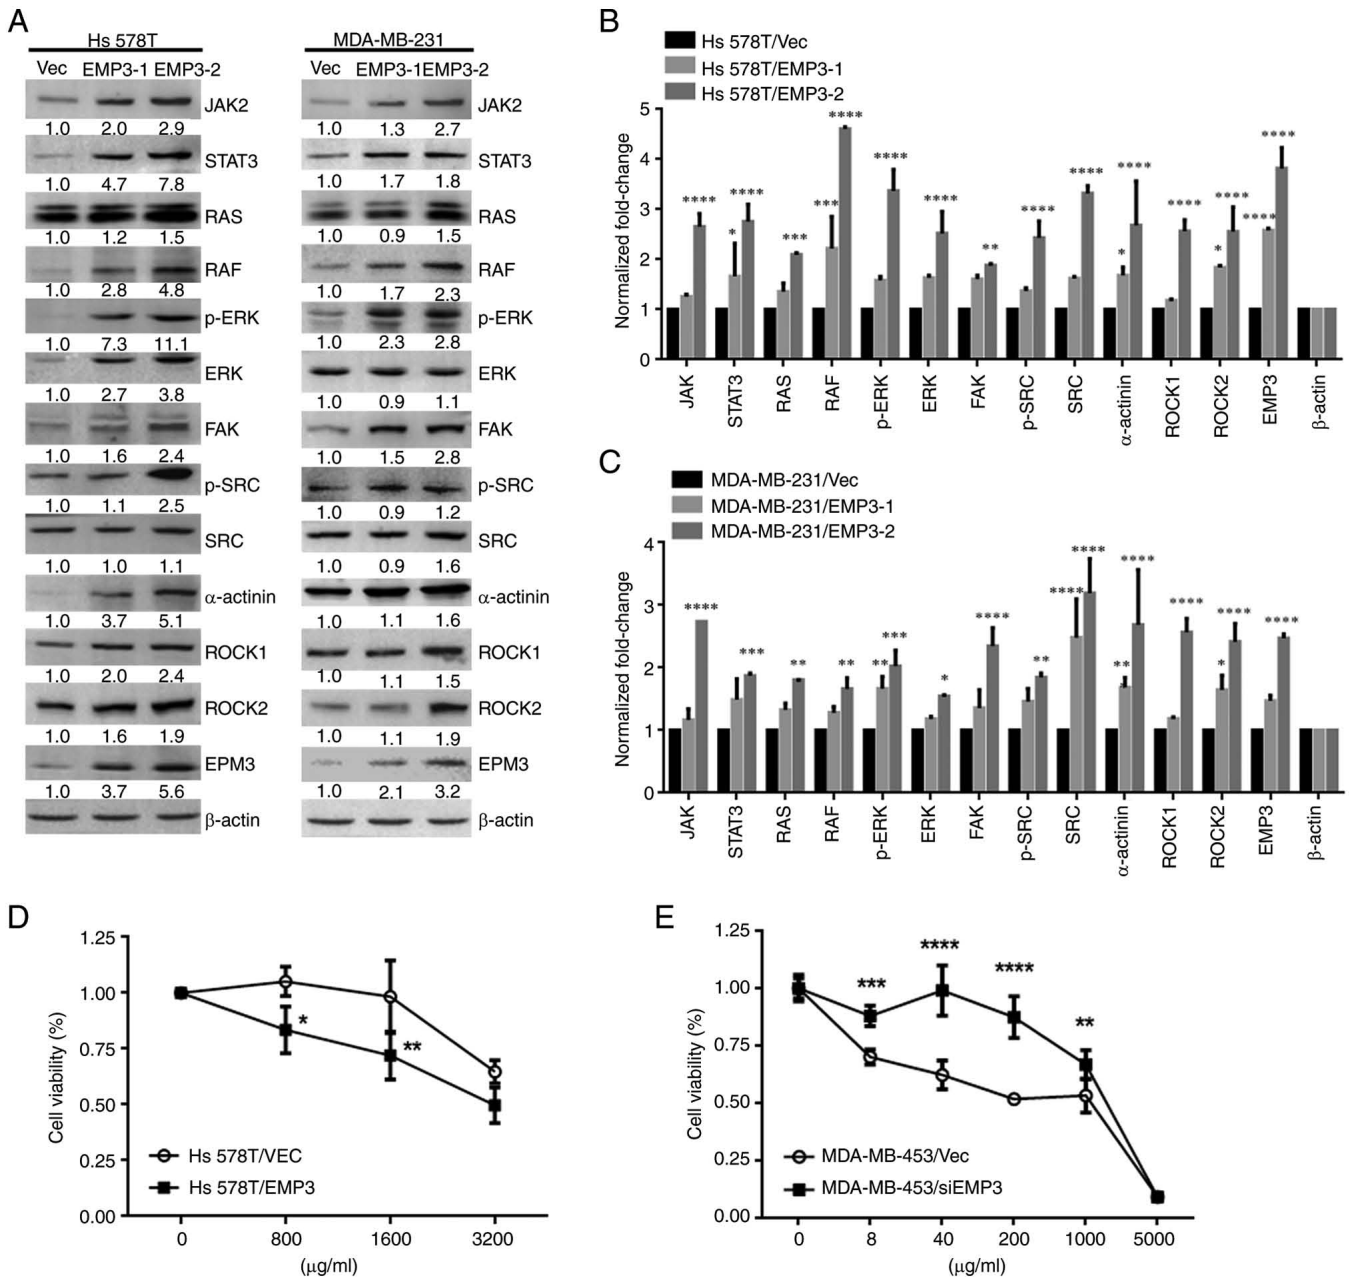 A
Hs 578T
MDA-MB-231
Vec EMP3-1 EMP3-2
Vec EMP3-1 EMP3-2
JAK2
JAK2
1.0 2.0 2.9
1.0 1.3 2.7
STAT3
STAT3
1.0 4.7 7.8
1.0 1.7 1.8
RAS
RAS
1.0 1.2 1.5
1.0 0.9 1.5
RAF
RAF
1.0 2.8 4.8
1.0 1.7 2.3
p-ERK
p-ERK
1.0 7.3 11.1
1.0 2.3 2.8
ERK
ERK
1.0 2.7 3.8
1.0 0.9 1.1
FAK
FAK
1.0 1.6 2.4
1.0 1.5 2.8
p-SRC
p-SRC
1.0 1.1 2.5
1.0 0.9 1.2
SRC
SRC
1.0 1.0 1.1
1.0 0.9 1.6
α-actinin
α-actinin
1.0 3.7 5.1
1.0 1.1 1.6
ROCK1
ROCK1
1.0 2.0 2.4
1.0 1.1 1.5
ROCK2
ROCK2
1.0 1.6 1.9
1.0 1.1 1.9
EPM3
EPM3
1.0 3.7 5.6
1.0 2.1 3.2
β-actin
β-actin
B
Hs 578T/Vec
Hs 578T/EMP3-1
Hs 578T/EMP3-2
Normalized fold-change
5
4
3
2
1
0
**** * **** *** *** **** **** **** ** **** **** * **** **** * **** **** ****
JAK STAT3 RAS RAF p-ERK ERK FAK p-SRC SRC α-actinin ROCK1 ROCK2 EMP3 β-actin
C
MDA-MB-231/Vec
MDA-MB-231/EMP3-1
MDA-MB-231/EMP3-2
Normalized fold-change
4
3
2
1
0
**** *** ** ** ** *** * **** ** **** **** ** **** **** * **** ****
JAK STAT3 RAS RAF p-ERK ERK FAK p-SRC SRC α-actinin ROCK1 ROCK2 EMP3 β-actin
D
Cell viability (%)
1.25
1.00
0.75
0.50
0.25
0.00
*
**
Hs 578T/VEC
Hs 578T/EMP3
0 800 1600 3200
(μg/ml)
E
Cell viability (%)
1.25
1.00
0.75
0.50
0.25
0.00
*** **** **** **
MDA-MB-453/Vec
MDA-MB-453/siEMP3
0 8 40 200 1000 5000
(μg/ml)